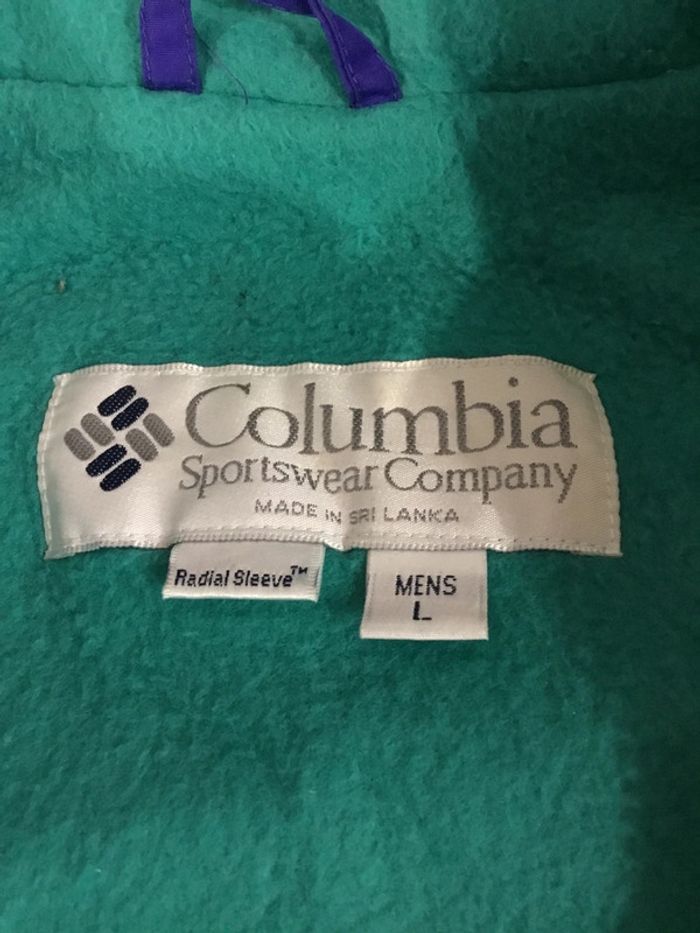 Columbia
Sportswear Company
MADE IN SRI LANKA
Radial Sleeve™
MENS
L